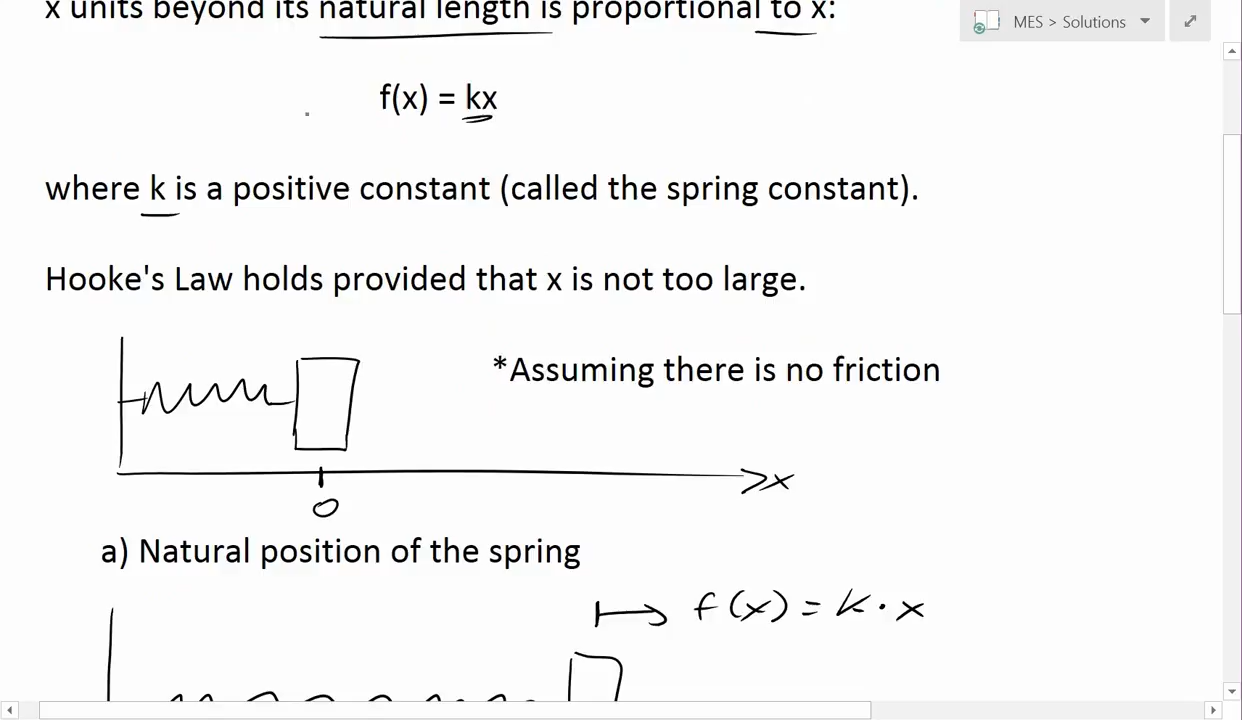 x units beyond its natural length is proportional to x:
MES > Solutions
f(x) = kx
where k is a positive constant (called the spring constant).
Hooke's Law holds provided that x is not too large.
*Assuming there is no friction
x
0
a) Natural position of the spring
f(x) = k · x